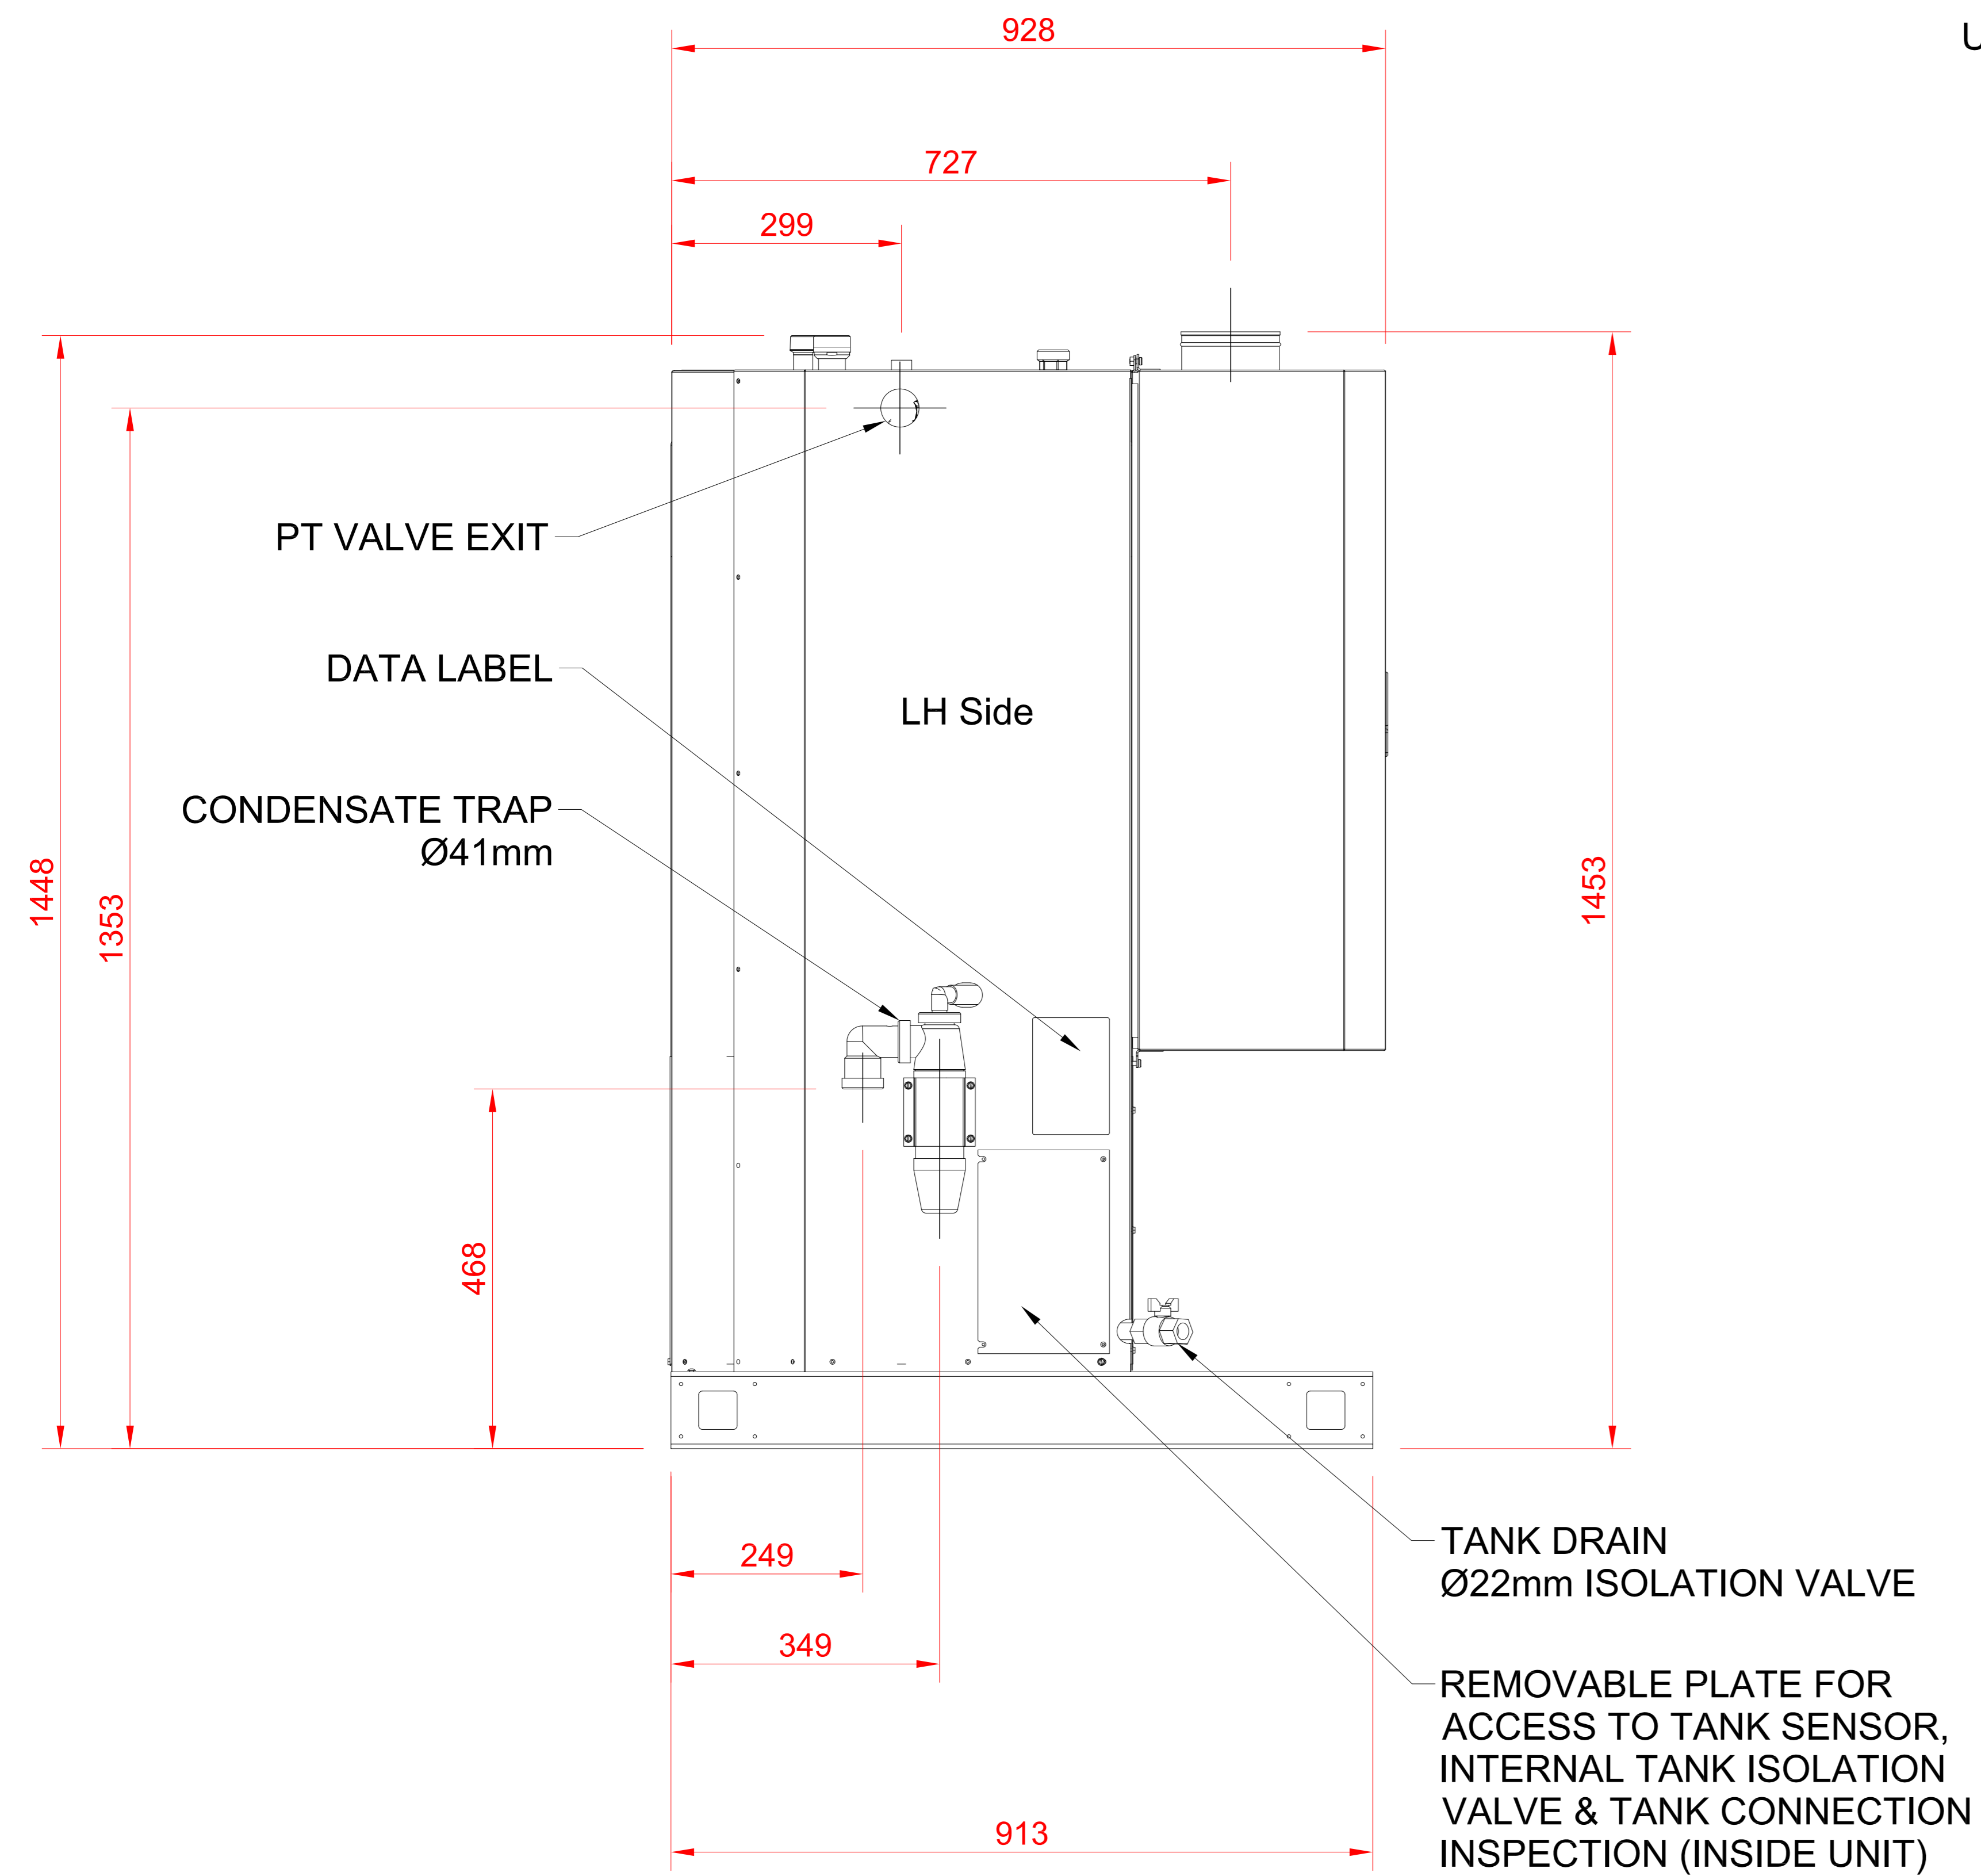 928
U
727
299
PT VALVE EXIT
DATA LABEL
LH Side
CONDENSATE TRAP
Ø41mm
1448
1353
1453
468
249
TANK DRAIN
Ø22mm ISOLATION VALVE
349
REMOVABLE PLATE FOR
ACCESS TO TANK SENSOR,
INTERNAL TANK ISOLATION
VALVE & TANK CONNECTION
INSPECTION (INSIDE UNIT)
913